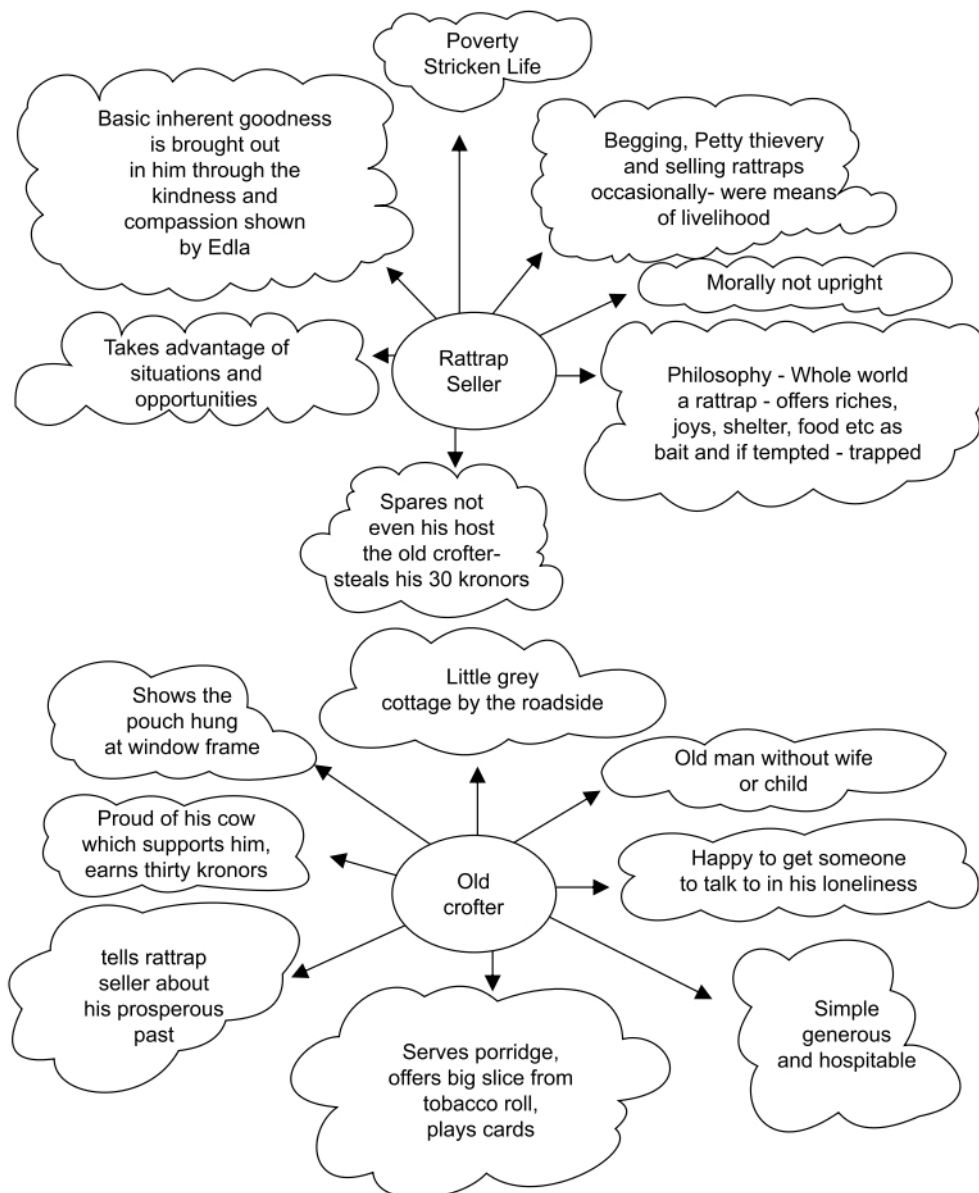 Poverty
Stricken Life
Basic inherent goodness
is brought out
in him through the
kindness and
compassion shown
by Edla
Begging, Petty thievery
and selling rattraps
occasionally- were means
of livelihood
Morally not upright
Takes advantage of
situations and
opportunities
Rattrap
Seller
Philosophy - Whole world
a rattrap - offers riches,
joys, shelter, food etc as
bait and if tempted - trapped
Spares not
even his host
the old crofter-
steals his 30 kronors
Little grey
cottage by the roadside
Shows the
pouch hung
at window frame
Old man without wife
or child
Proud of his cow
which supports him,
earns thirty kronors
Old
crofter
Happy to get someone
to talk to in his loneliness
tells rattrap
seller about
his prosperous
past
Serves porridge,
offers big slice from
tobacco roll,
plays cards
Simple
generous
and hospitable